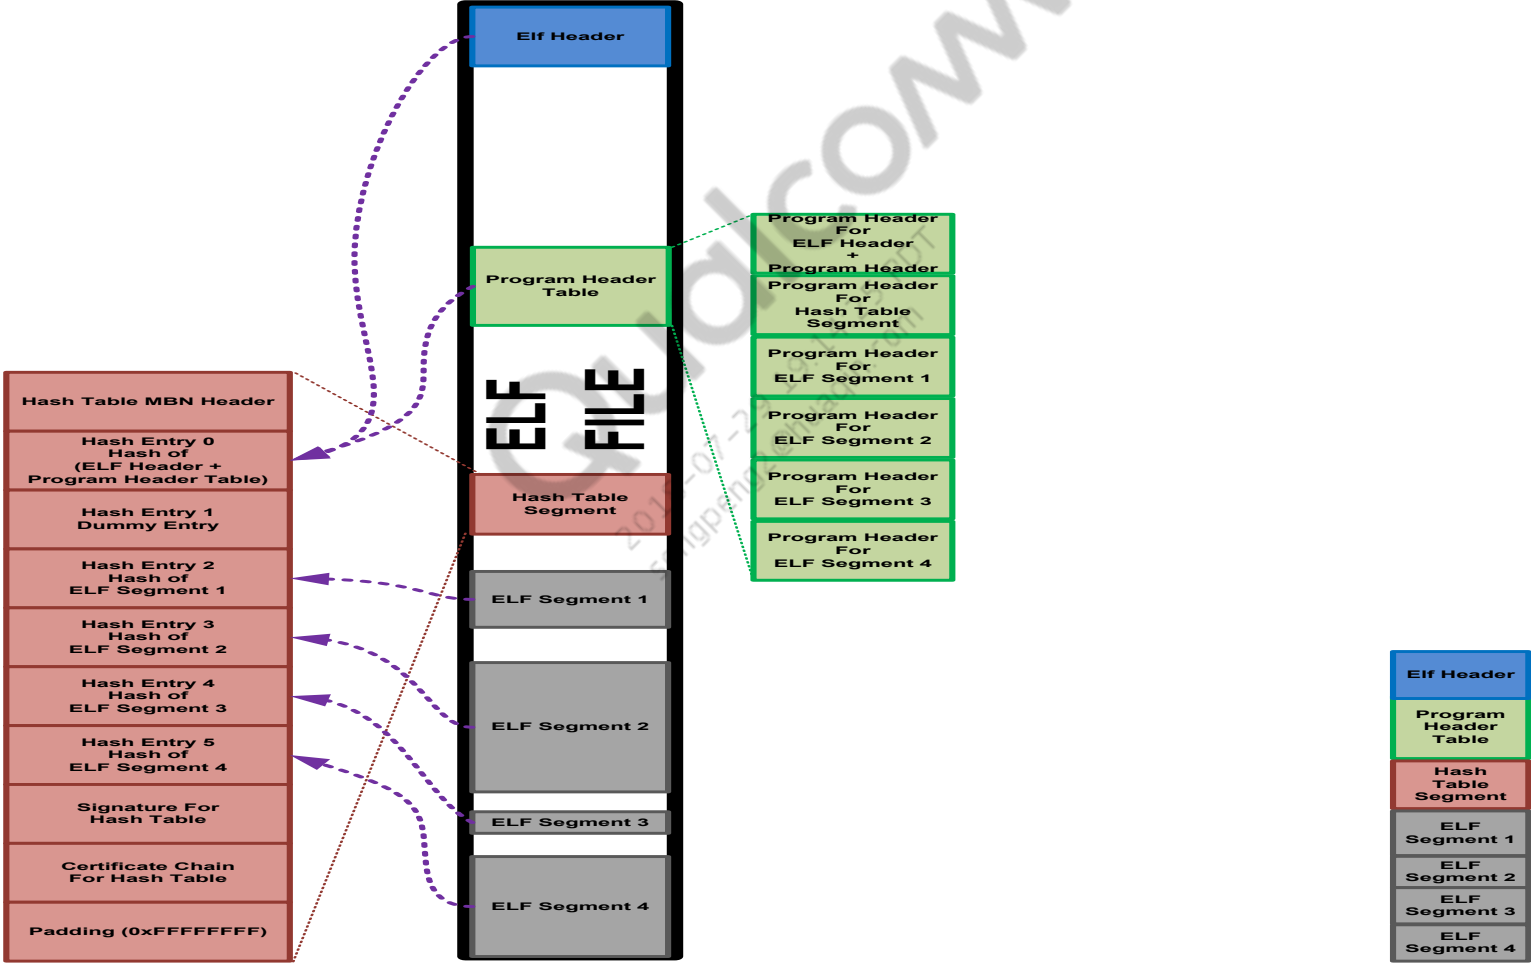 Elf Header
Program Header
Table
ELF
FILE
Hash Table
Segment
ELF Segment 1
ELF Segment 2
ELF Segment 3
ELF Segment 4
Hash Table MBN Header
Hash Entry 0
Hash of
(ELF Header +
Program Header Table)
Hash Entry 1
Dummy Entry
Hash Entry 2
Hash of
ELF Segment 1
Hash Entry 3
Hash of
ELF Segment 2
Hash Entry 4
Hash of
ELF Segment 3
Hash Entry 5
Hash of
ELF Segment 4
Signature For
Hash Table
Certificate Chain
For Hash Table
Padding (0xFFFFFFFF)
Program Header
For
ELF Header
+
Program Header
Program Header
For
Hash Table
Segment
Program Header
For
ELF Segment 1
Program Header
For
ELF Segment 2
Program Header
For
ELF Segment 3
Program Header
For
ELF Segment 4
Elf Header
Program
Header
Table
Hash
Table
Segment
ELF
Segment 1
ELF
Segment 2
ELF
Segment 3
ELF
Segment 4
Qualcom
PDT